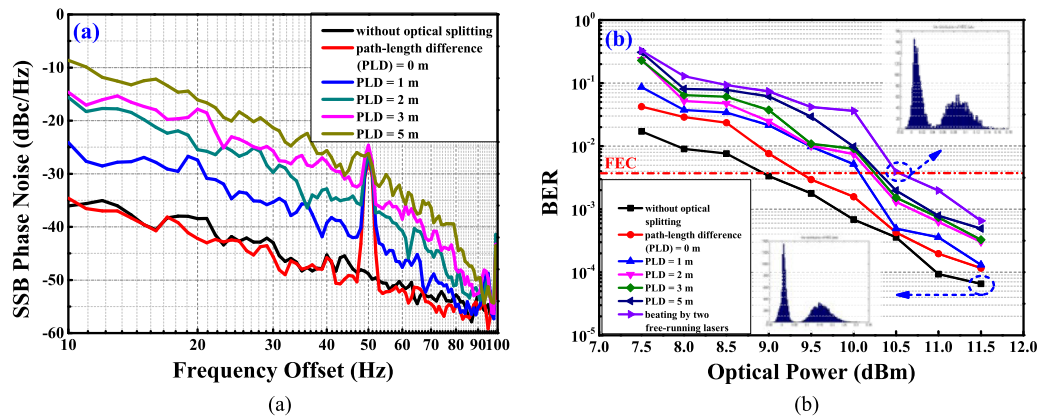 (a)
without optical splitting
path-length difference
(PLD) = 0 m
PLD = 1 m
PLD = 2 m
PLD = 3 m
PLD = 5 m
SSB Phase Noise (dBc/Hz)
0
-10
-20
-30
-40
-50
-60
10
20
30
40
50
60
70
80
90
100
Frequency Offset (Hz)
(a)
(b)
FEC
without optical
splitting
path-length difference
(PLD) = 0 m
PLD = 1 m
PLD = 2 m
PLD = 3 m
PLD = 5 m
beating by two
free-running lasers
BER
10^0
10^-1
10^-2
10^-3
10^-4
10^-5
7.0
7.5
8.0
8.5
9.0
9.5
10.0
10.5
11.0
11.5
12.0
Optical Power (dBm)
(b)